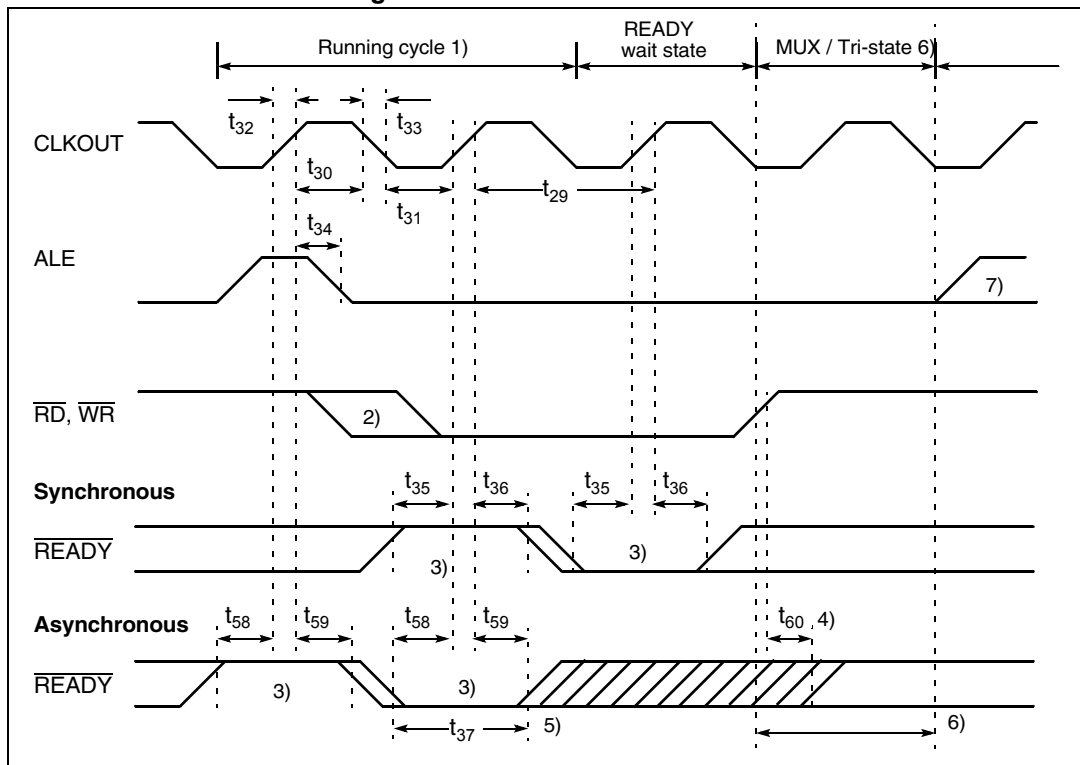 READY
Running cycle 1)
wait state
MUX / Tri-state 6)
t32
t33
CLKOUT
t30
t31
t29
t34
ALE
7)
RD, WR
2)
t35
t36
t35
t36
Synchronous
READY
3)
3)
t58
t59
t58
t59
t60
4)
Asynchronous
READY
3)
3)
t37
5)
6)